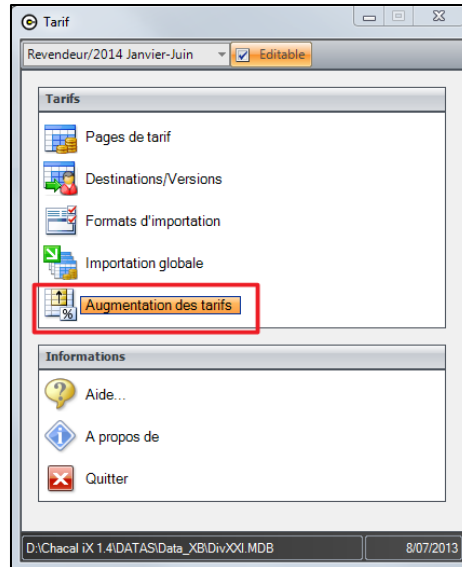 Tarif
Revendeur/2014 Janvier-Juin Editable
Tarifs
Pages de tarif
Destinations/Versions
Formats d'importation
Importation globale
% Augmentation des tarifs
Informations
? Aide...
i A propos de
Quitter
D:\Chacal iX 1.4\DATAS\Data_XB\DivXXI.MDB 8/07/2013